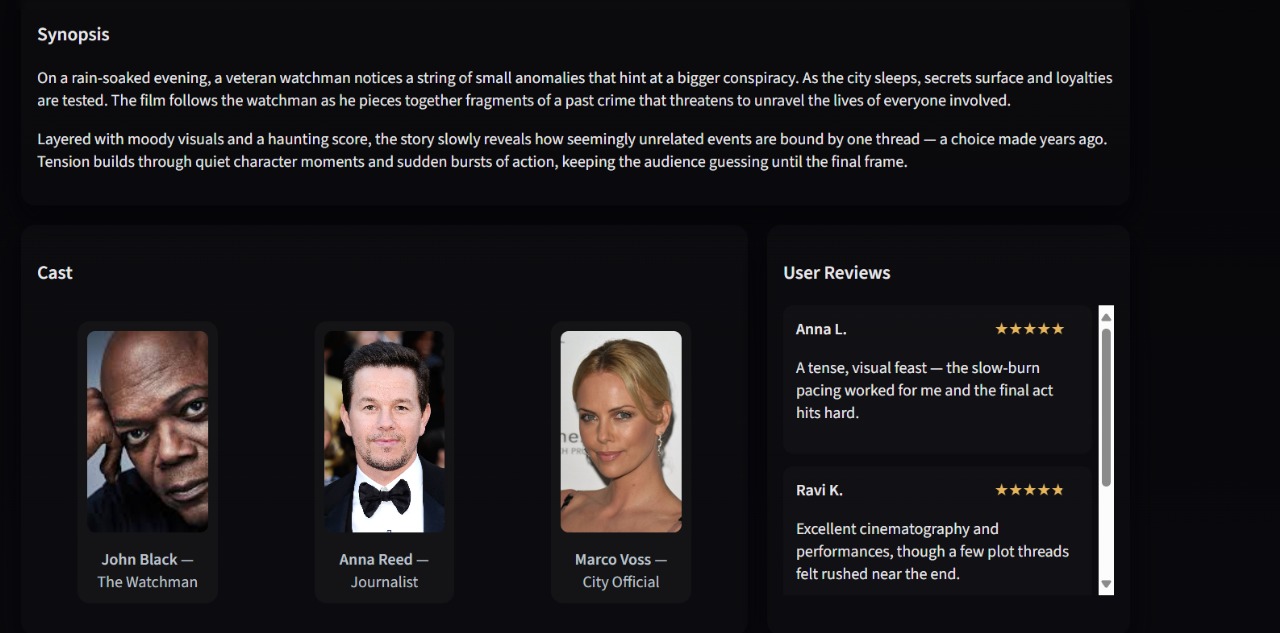 Synopsis
On a rain-soaked evening, a veteran watchman notices a string of small anomalies that hint at a bigger conspiracy. As the city sleeps, secrets surface and loyalties
are tested. The film follows the watchman as he pieces together fragments of a past crime that threatens to unravel the lives of everyone involved.
Layered with moody visuals and a haunting score, the story slowly reveals how seemingly unrelated events are bound by one thread — a choice made years ago.
Tension builds through quiet character moments and sudden bursts of action, keeping the audience guessing until the final frame.
Cast
John Black —
The Watchman
Anna Reed —
Journalist
Marco Voss —
City Official
User Reviews
Anna L. ★★★★★
A tense, visual feast — the slow-burn
pacing worked for me and the final act
hits hard.
Ravi K. ★★★★★
Excellent cinematography and
performances, though a few plot threads
felt rushed near the end.